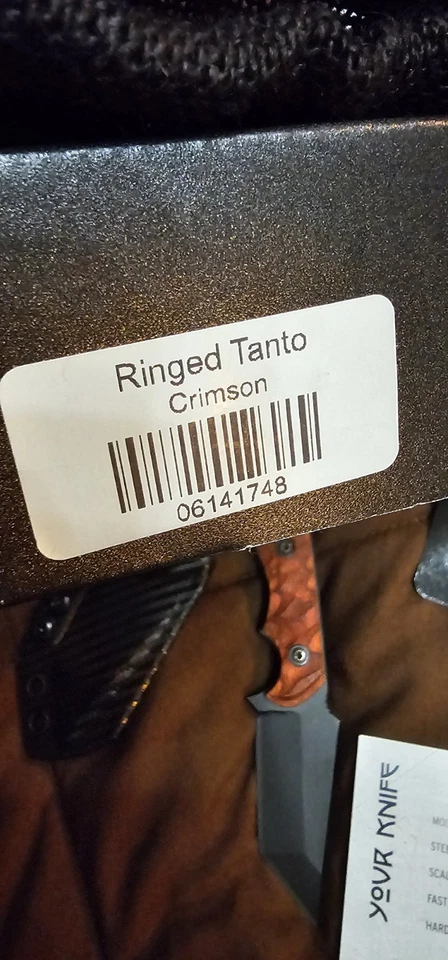 Ringed Tanto
Crimson
06141748
YOUR KNIFE